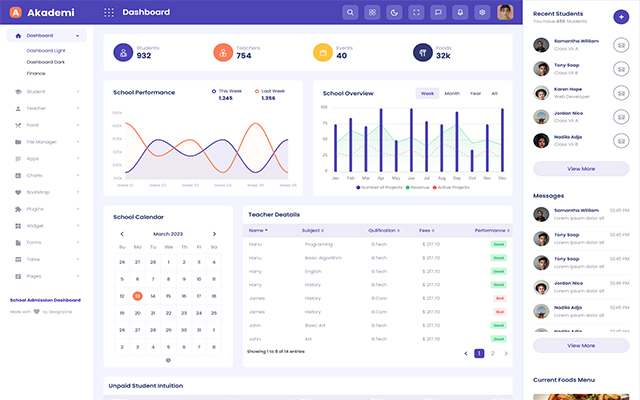 Akademi
Dashboard
Dashboard
Dashboard Light
Dashboard Dark
Finance
Student
Teacher
Food
File Manager
Apps
Charts
Bootstrap
Plugins
Widget
Forms
Table
Pages
School Admission Dashboard
Made with by DexignZone
Students
932
Teachers
754
Events
40
Foods
32k
School Performance
This Week
1.245
Last Week
1.356
Week 01 Week 02 Week 03 Week 04 Week 05 Week 06
School Overview
Week Month Year All
100
75
50
25
0
Jan Feb Mar Apr May Jun Jul Aug Sep Oct Nov Dec
Number of Projects Revenue Active Projects
School Calendar
March 2023
Su Mo Tu We Th Fr Sa
26 27 28 1 2 3 4
5 6 7 8 9 10 11
12 13 14 15 16 17 18
19 20 21 22 23 24 25
26 27 28 29 30 31 1
2 3 4 5 6 7 8
Teacher Deatails
Name Subject Qulification Fees Performance
Hanu Programing B.Tech $ 217.70 Good
Hanu Basic Algorithm B.Tech $ 217.70 Good
Harry English B.Tech $ 217.70 Good
Harry History B.Tech $ 217.70 Good
James History B.Com $ 217.70 Bad
James History B.Com $ 217.70 Bad
John Basic Art B.Tech $ 217.70 Good
John Art B.Tech $ 217.70 Good
Showing 1 to 8 of 14 entries
1 2
Unpaid Student Intuition
Recent Students
You have 456 Students
Samantha William
Class VII A
Tony Soap
Class VII A
Karen Hope
Web Developer
Jordan Nico
Class VII A
Nadila Adja
Class VII A
View More
Messages
Samantha William 12:45 PM
Lorem ipsum dolor sit
Tony Soap 12:45 PM
Lorem ipsum dolor sit
Tony Soap 12:45 PM
Lorem ipsum dolor sit
Jordan Nico 12:45 PM
Lorem ipsum dolor sit
Nadila Adja 12:45 PM
Lorem ipsum dolor sit
Nadila Adja 12:45 PM
View More
Current Foods Menu